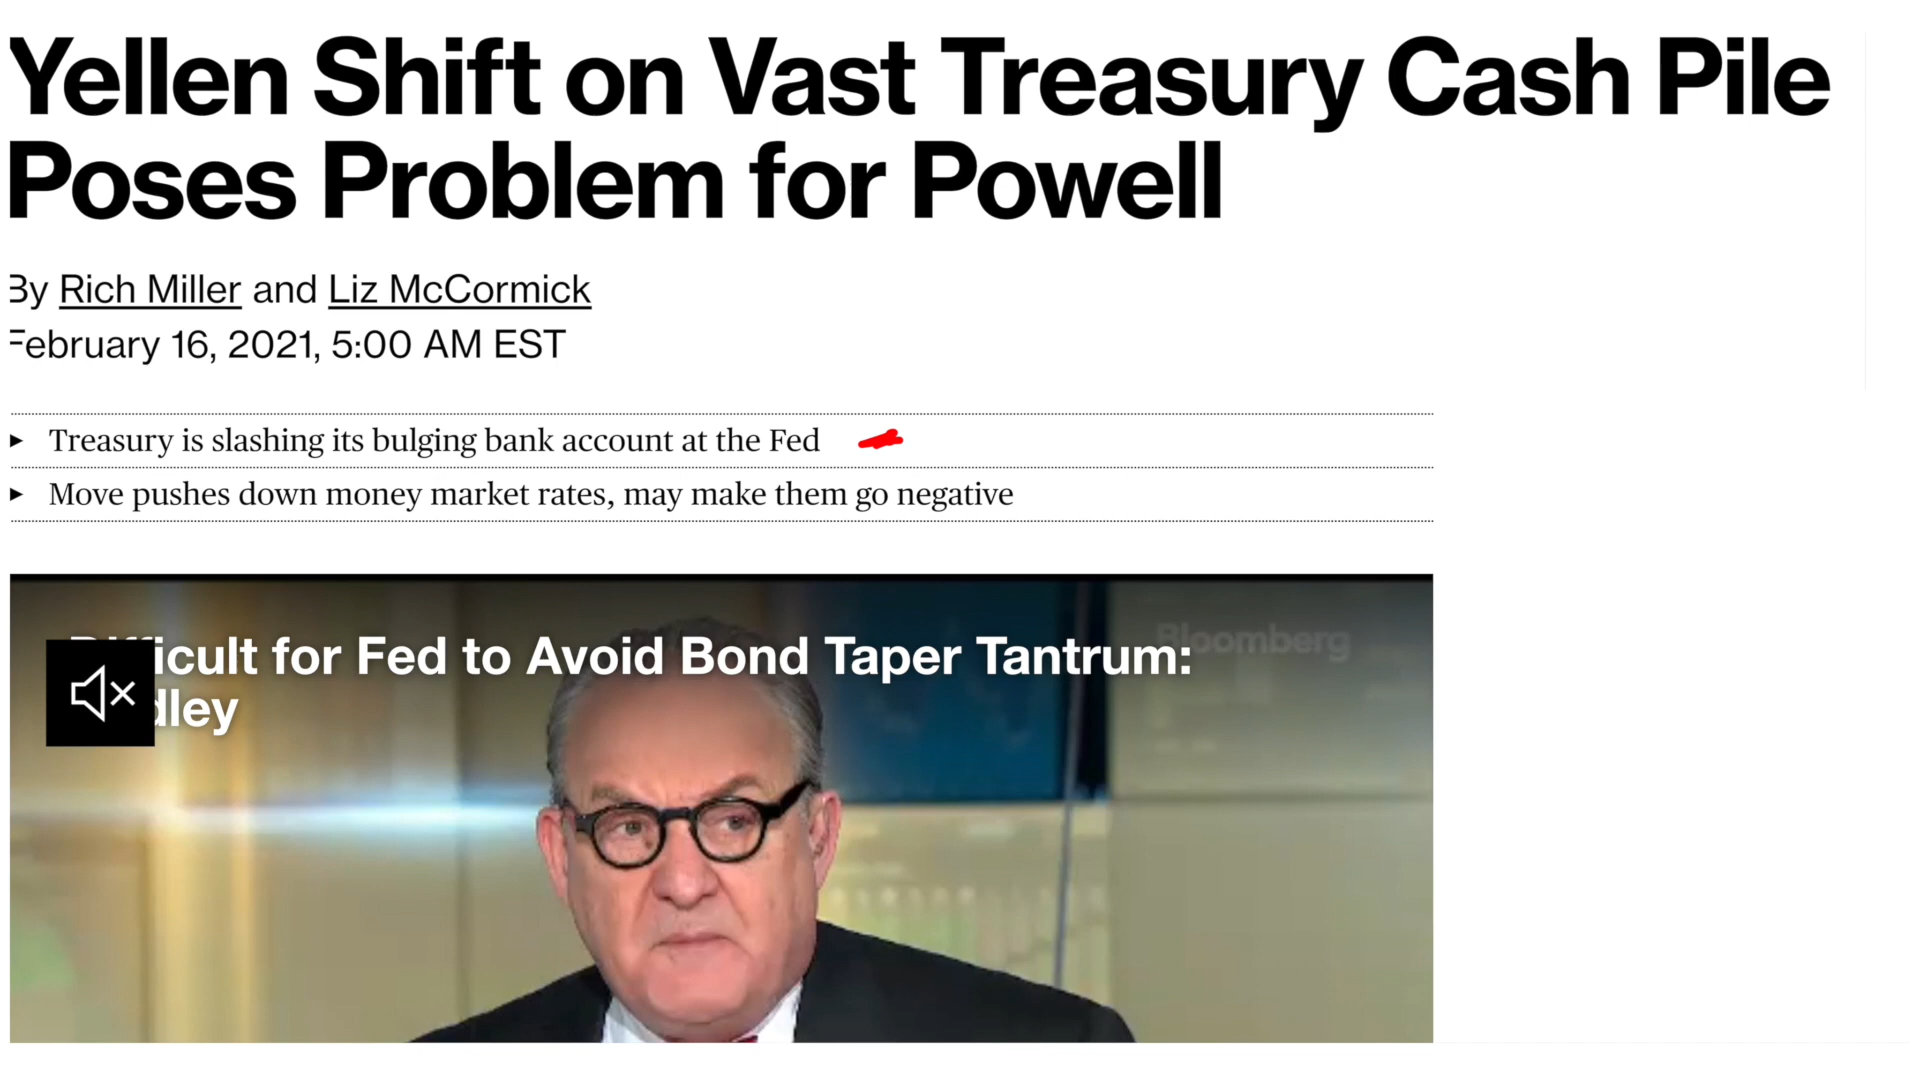 Yellen Shift on Vast Treasury Cash Pile
Poses Problem for Powell
By Rich Miller and Liz McCormick
February 16, 2021, 5:00 AM EST
Treasury is slashing its bulging bank account at the Fed
Move pushes down money market rates, may make them go negative
Bloomberg
Difficult for Fed to Avoid Bond Taper Tantrum:
dley